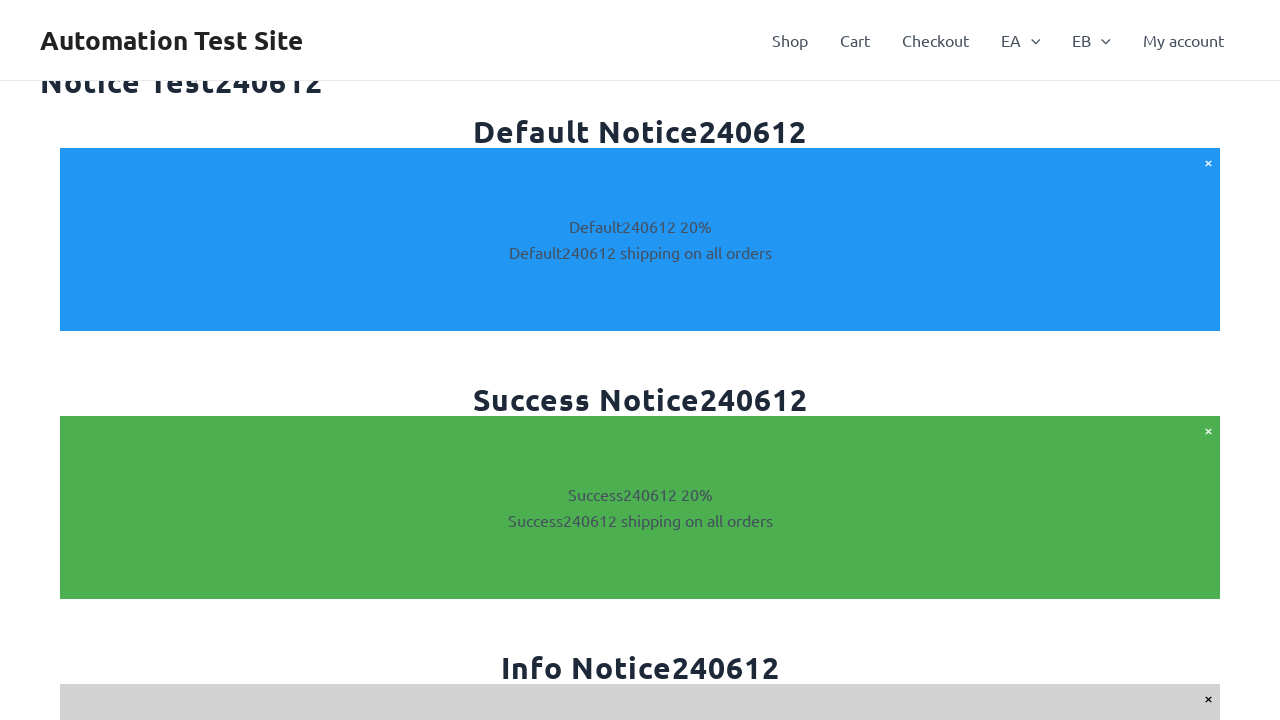 Automation Test Site
Shop Cart Checkout EA EB My account
Notice Test240612
Default Notice240612
×
Default240612 20%
Default240612 shipping on all orders
Success Notice240612
×
Success240612 20%
Success240612 shipping on all orders
Info Notice240612
×